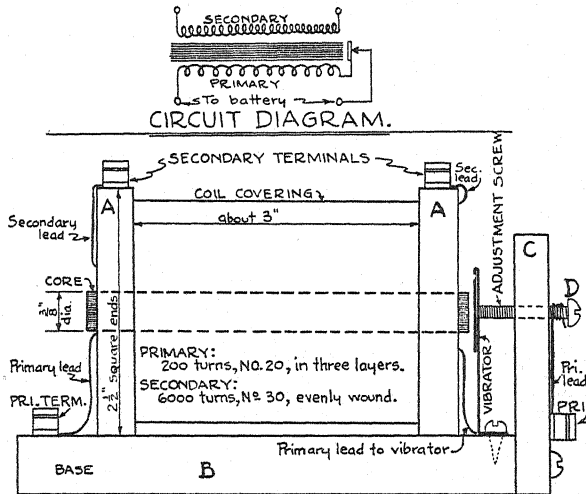 SECONDARY
PRIMARY
To battery
CIRCUIT DIAGRAM.
SECONDARY TERMINALS
Sec. lead.
ADJUSTMENT SCREW
A
A
COIL COVERING
about 3"
Secondary lead
C
D
CORE
3/8" dia.
2 1/2" Square ends
PRIMARY:
200 turns, NO. 20, in three layers.
SECONDARY:
6000 turns, No 30, evenly wound.
Primary lead
VIBRATOR
Pri. lead
PRI. TERM.
PRI
Primary lead to vibrator
BASE
B